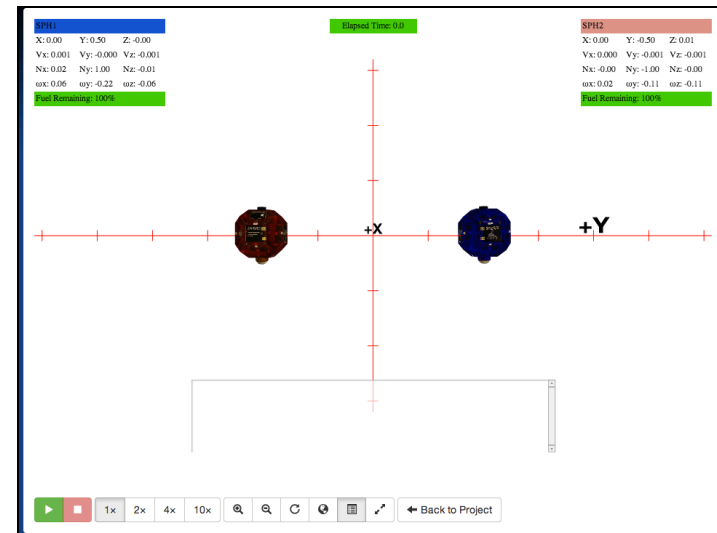 SPH1
X: 0.00 Y: 0.50 Z: -0.00
Vx: 0.001 Vy: -0.000 Vz: -0.001
Nx: 0.02 Ny: 1.00 Nz: -0.01
ωx: 0.06 ωy: -0.22 ωz: -0.06
Fuel Remaining: 100%
Elapsed Time: 0.0
SPH2
X: 0.00 Y: -0.50 Z: 0.01
Vx: 0.000 Vy: -0.001 Vz: -0.001
Nx: -0.00 Ny: -1.00 Nz: -0.00
ωx: 0.02 ωy: -0.11 ωz: -0.11
Fuel Remaining: 100%
+X
+Y
1x 2x 4x 10x Back to Project